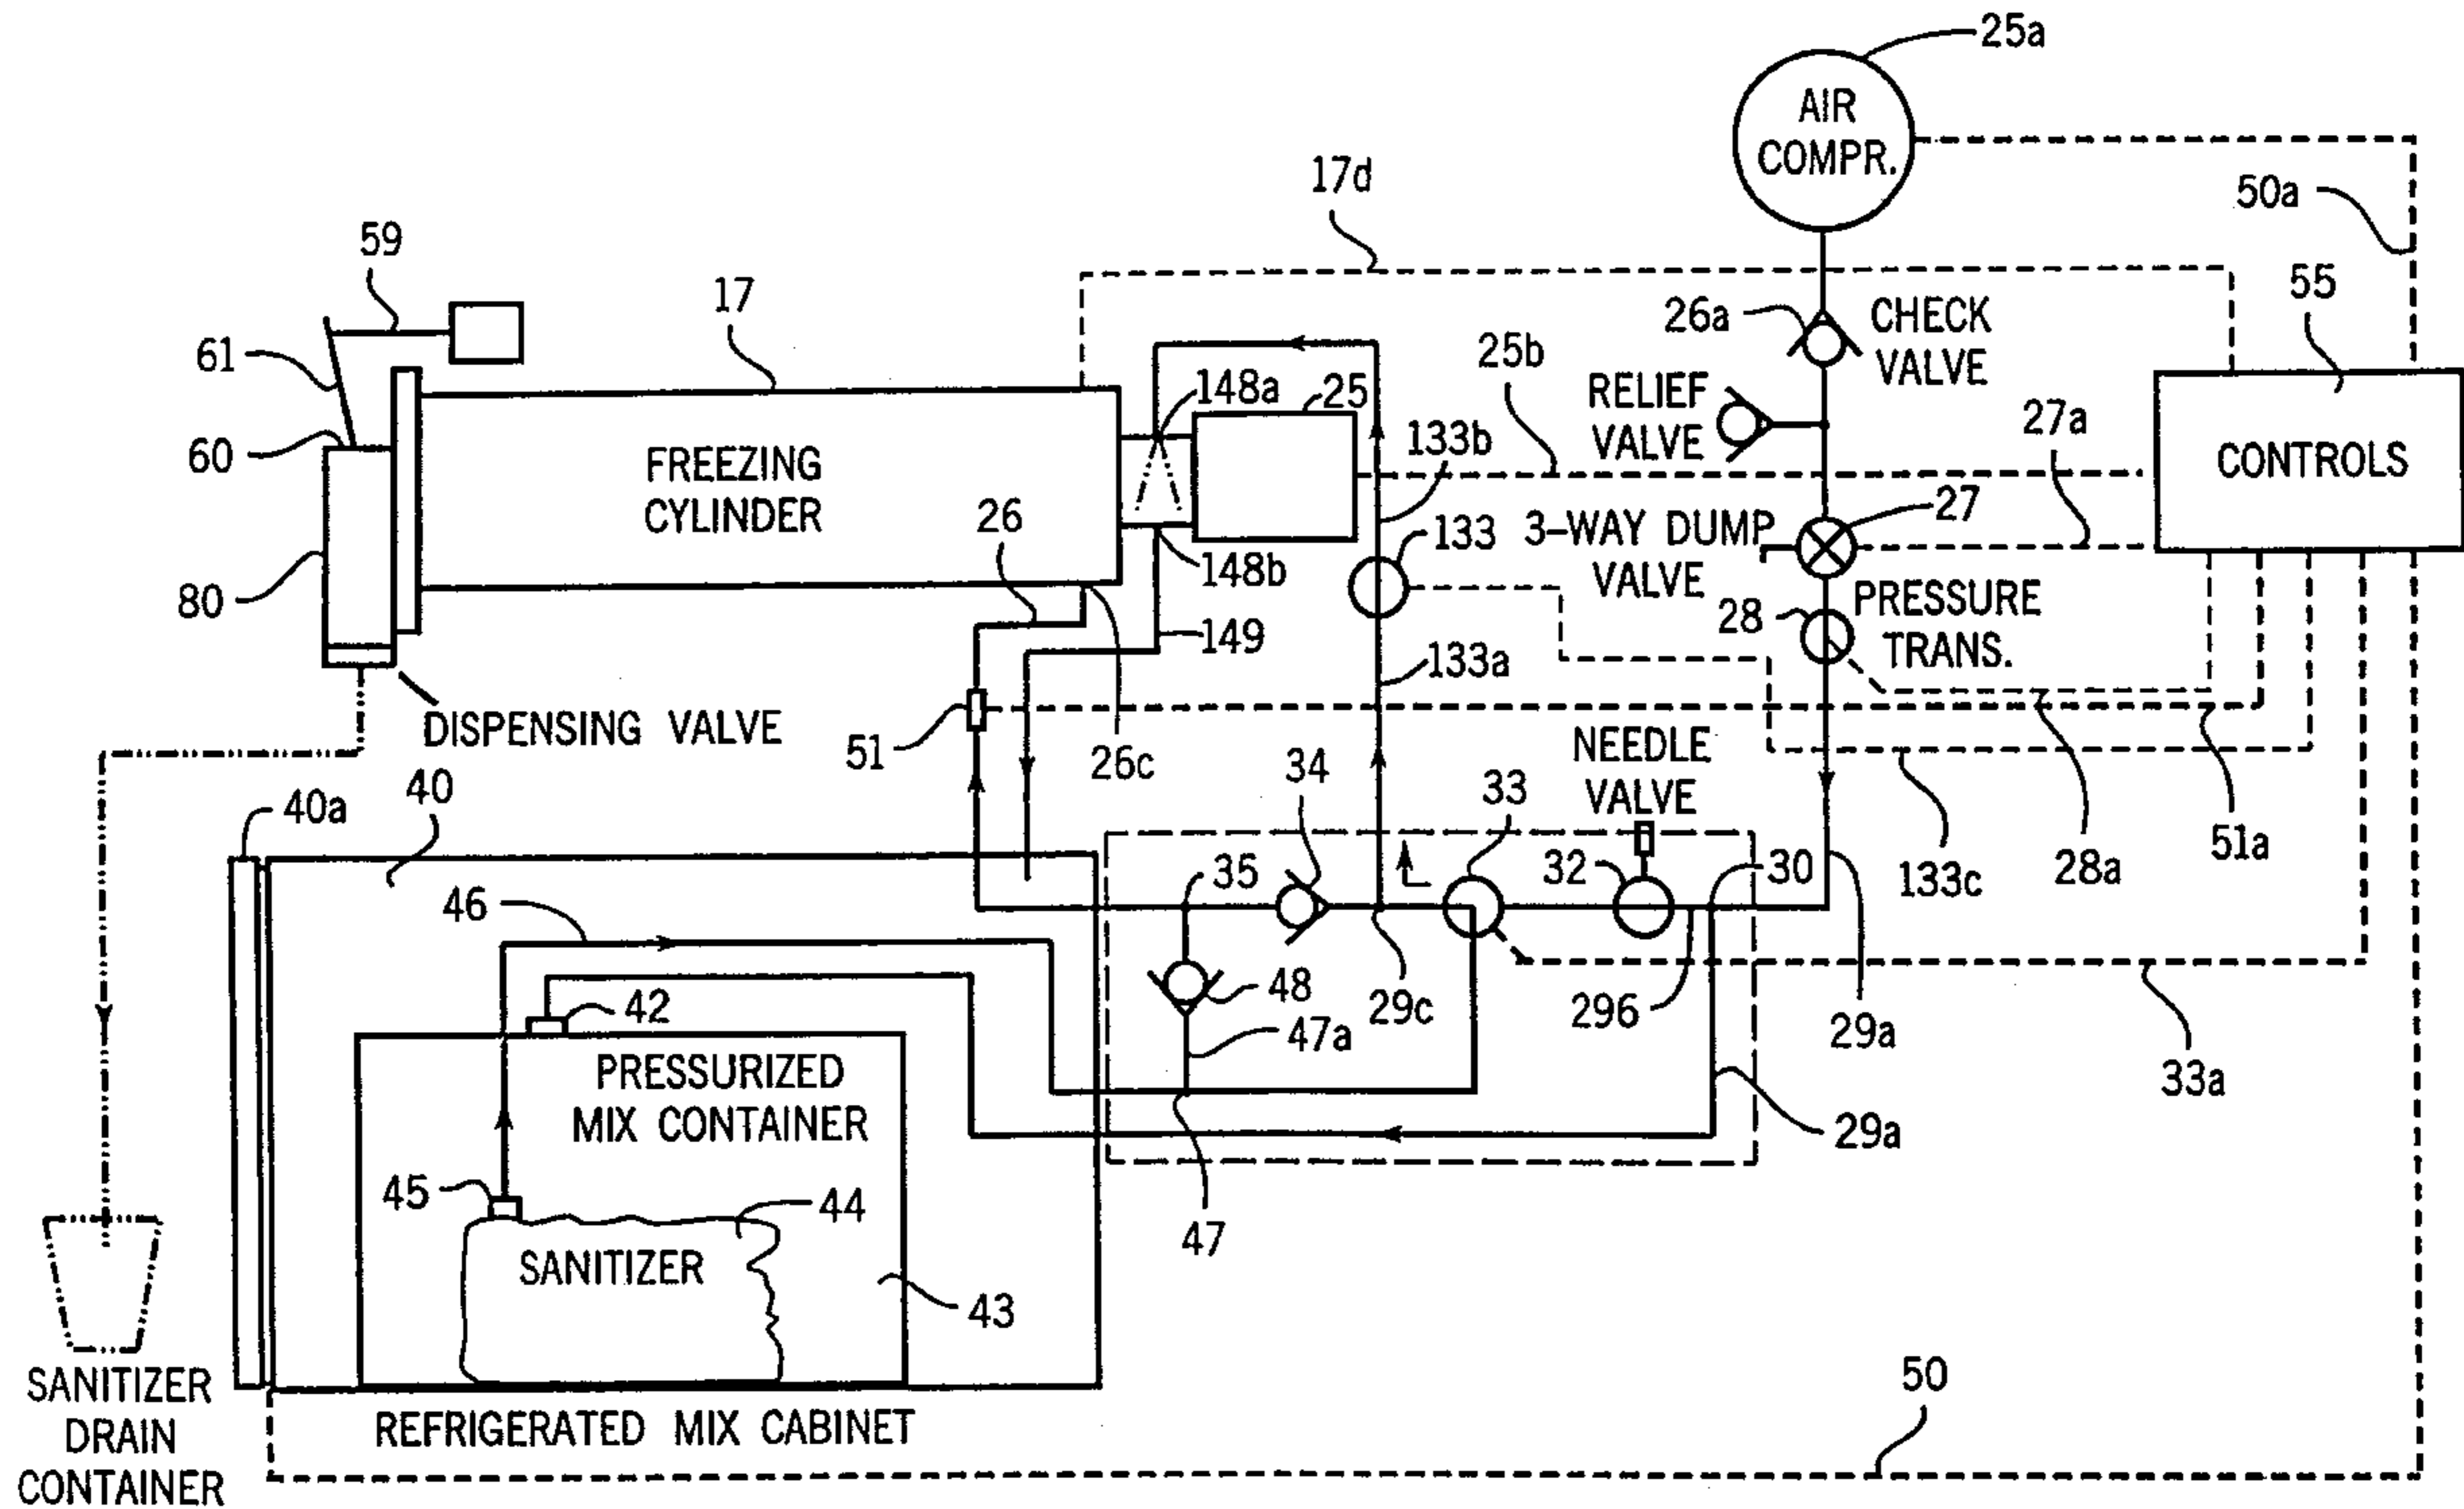 25a
AIR
COMPR.
17d
50a
59
17
26a
CHECK
VALVE
55
61
148a
25
25b
RELIEF
VALVE
27a
133b
60
FREEZING
CYLINDER
CONTROLS
26
133
3-WAY DUMP
VALVE
27
148b
80
28
PRESSURE
TRANS.
149
133a
DISPENSING VALVE
51
26c
NEEDLE
VALVE
40a
40
34
33
51a
28a
133c
46
35
32
30
42
48
29c
296
29a
47a
33a
PRESSURIZED
MIX CONTAINER
29a
45
44
47
SANITIZER
43
SANITIZER
DRAIN
CONTAINER
REFRIGERATED MIX CABINET
50